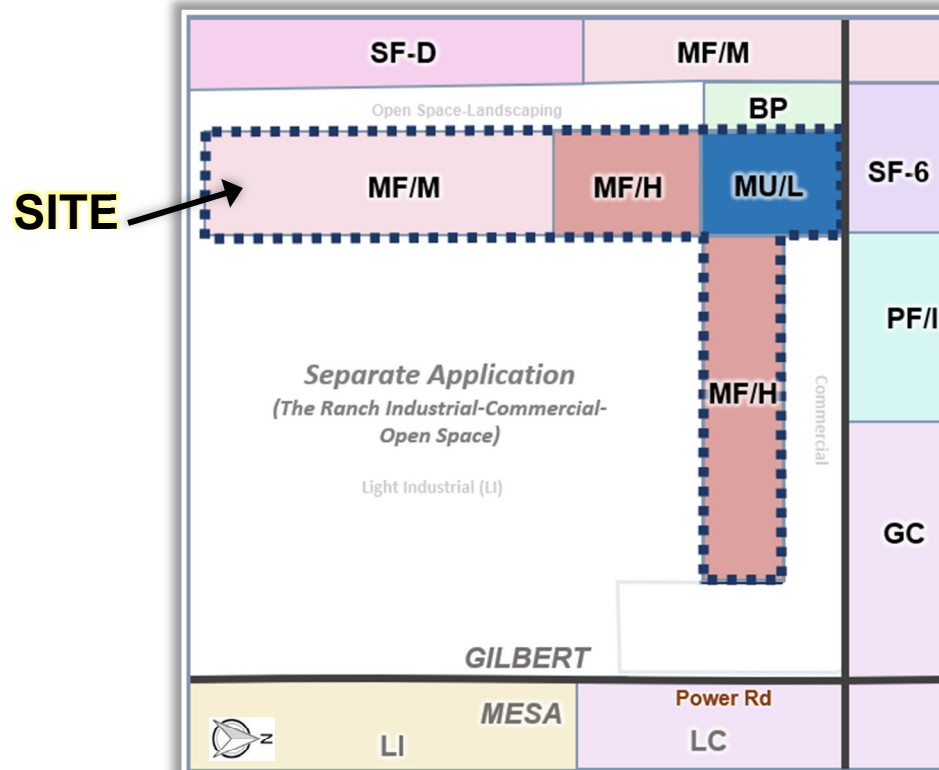 SF-D
MF/M
BP
Open Space-Landscaping
SITE
MF/M
MF/H
MU/L
SF-6
PF/I
Separate Application
(The Ranch Industrial-Commercial-
Open Space)
Light Industrial (LI)
MF/H
Commercial
GC
GILBERT
MESA
Power Rd
LI
LC
N